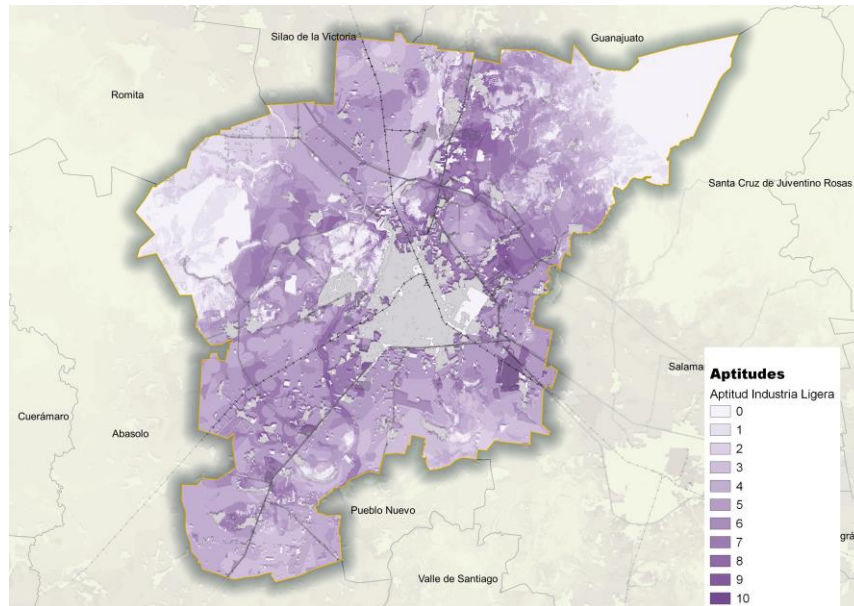 Silao de la Victoria
Guanajuato
Romita
Santa Cruz de Juventino Rosas
Salama
Cuerámaro
Abasolo
Pueblo Nuevo
Valle de Santiago
grá
Aptitudes
Aptitud Industria Ligera
0
1
2
3
4
5
6
7
8
9
10